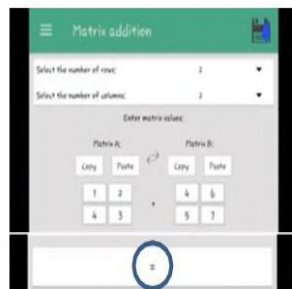 Matrix addition
Select the number of rows: 2
Select the number of columns: 2
Enter matrix values:
Matrix A: Matrix B:
Copy Paste Copy Paste
1 2 4 6
4 3 + 5 7
=